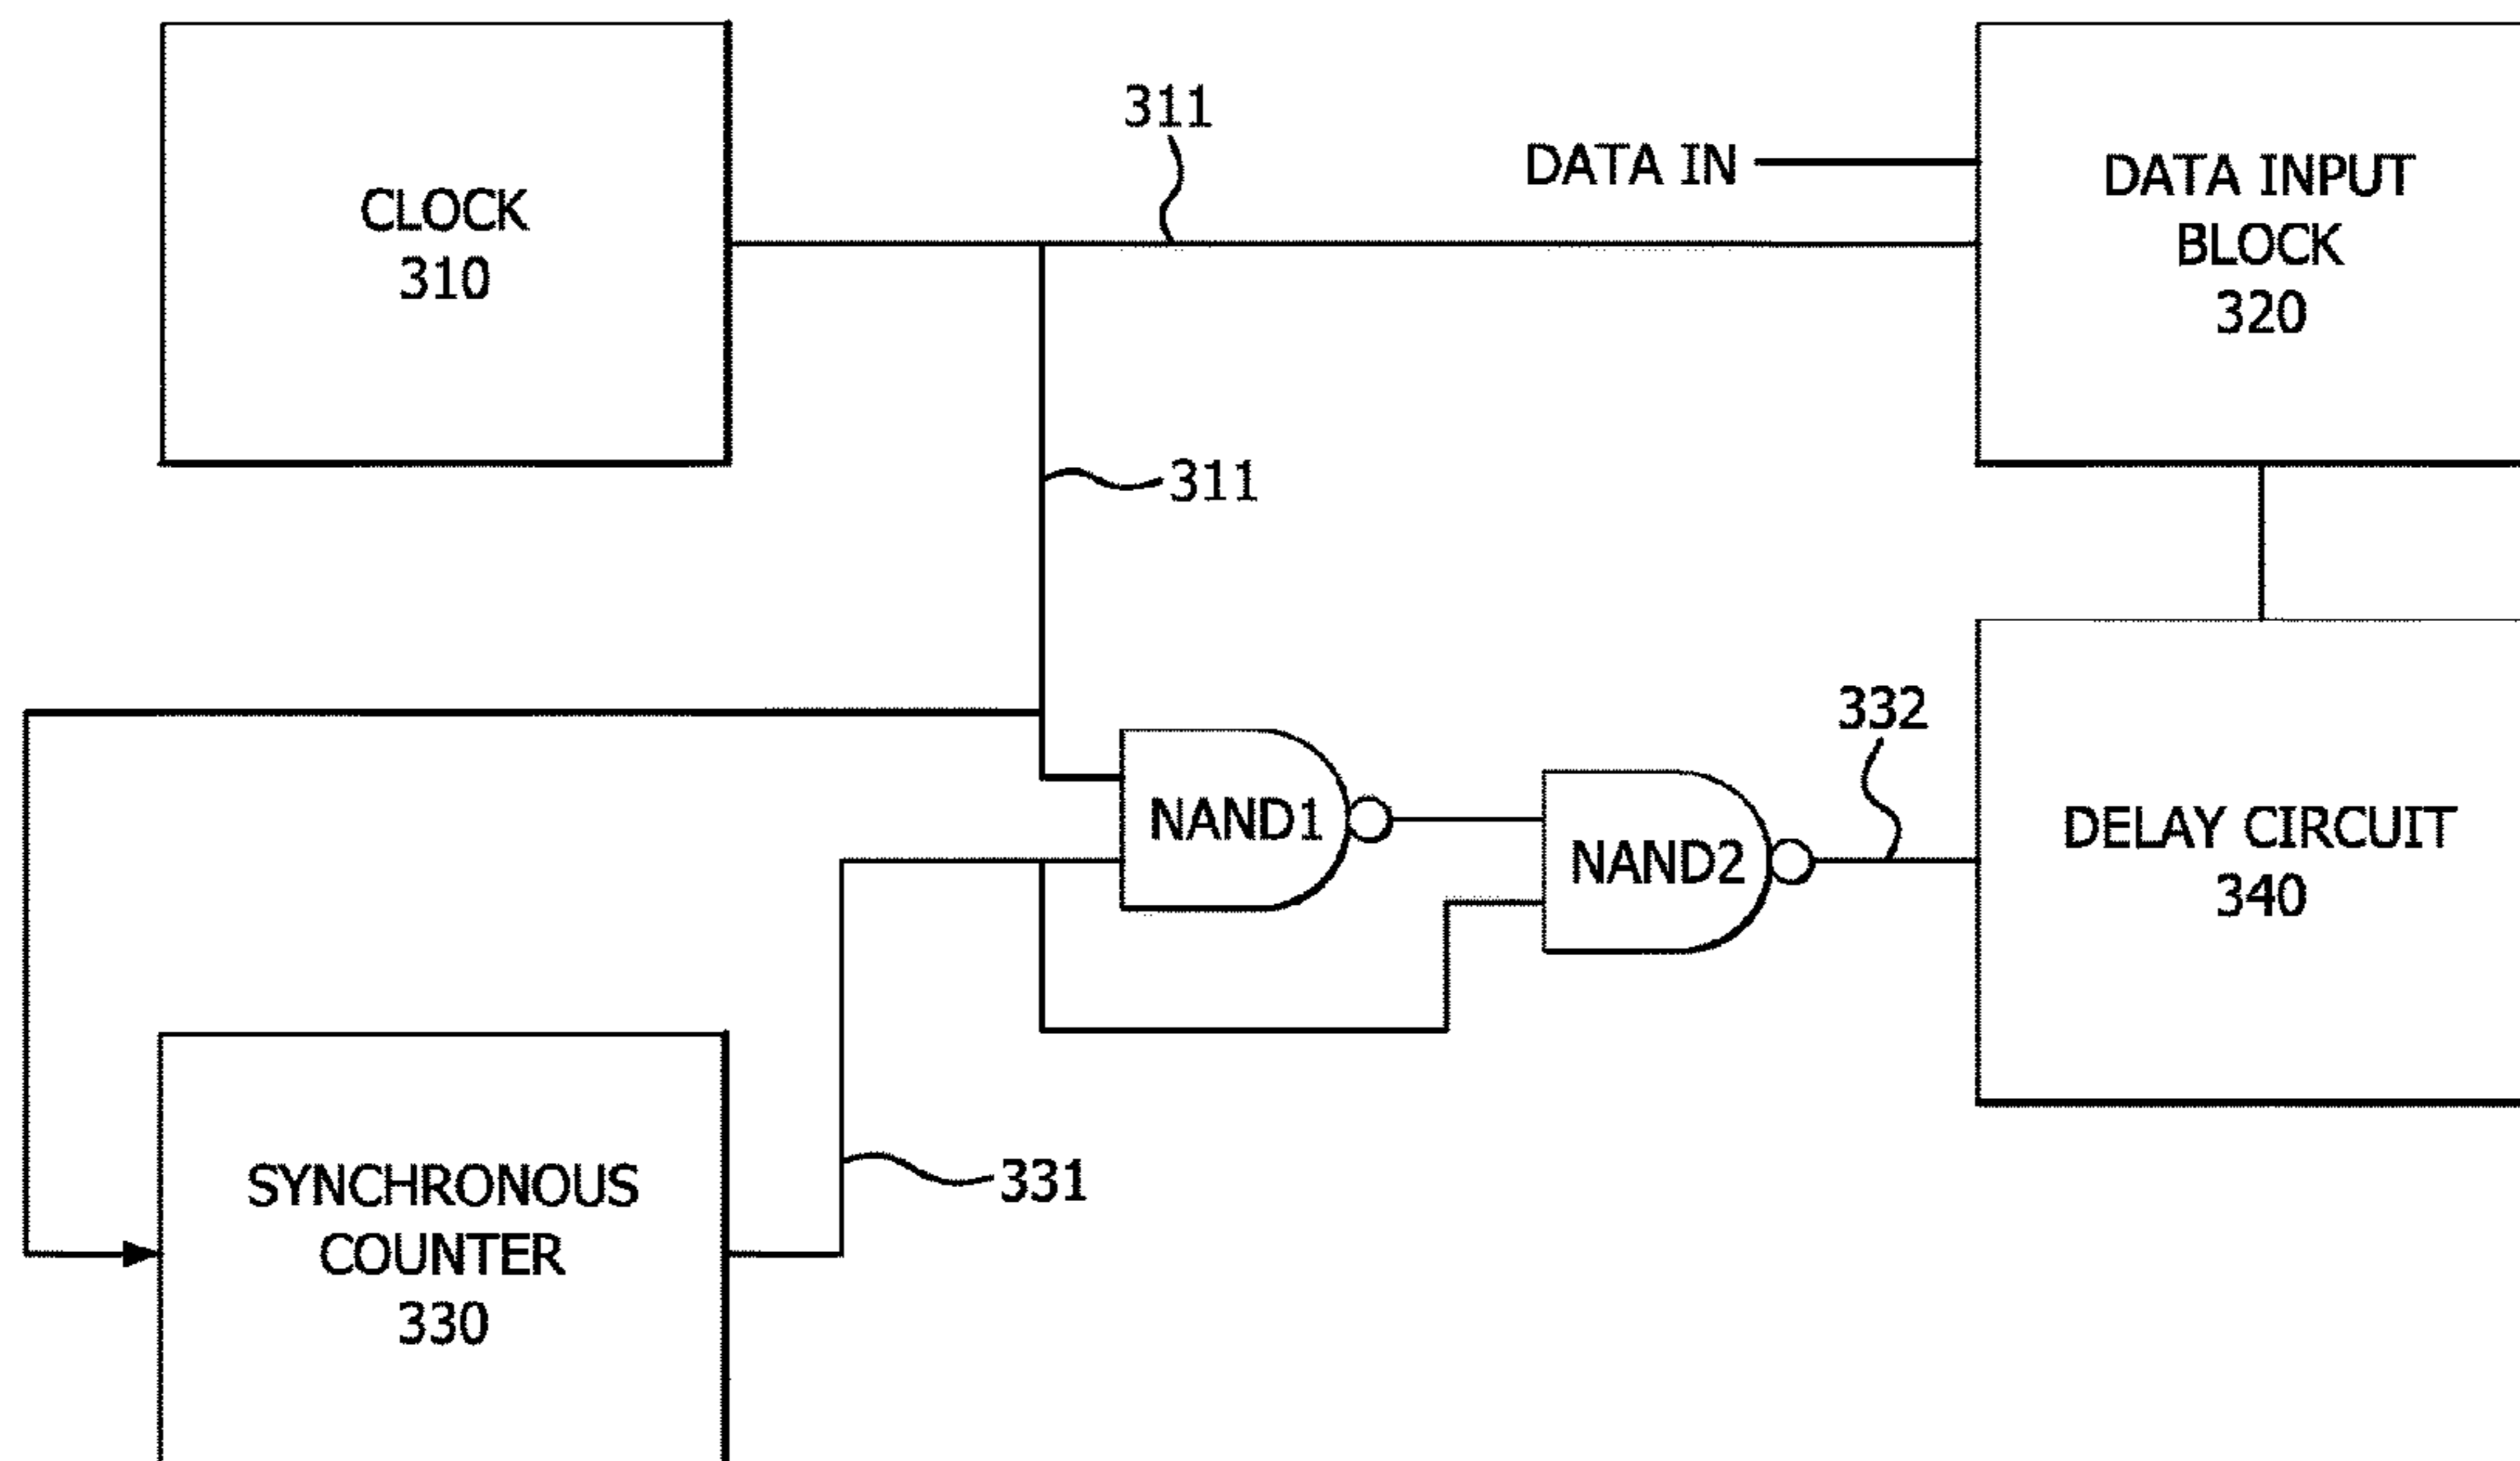 CLOCK
310
311
DATA IN
DATA INPUT
BLOCK
320
311
332
NAND1
NAND2
DELAY CIRCUIT
340
331
SYNCHRONOUS
COUNTER
330